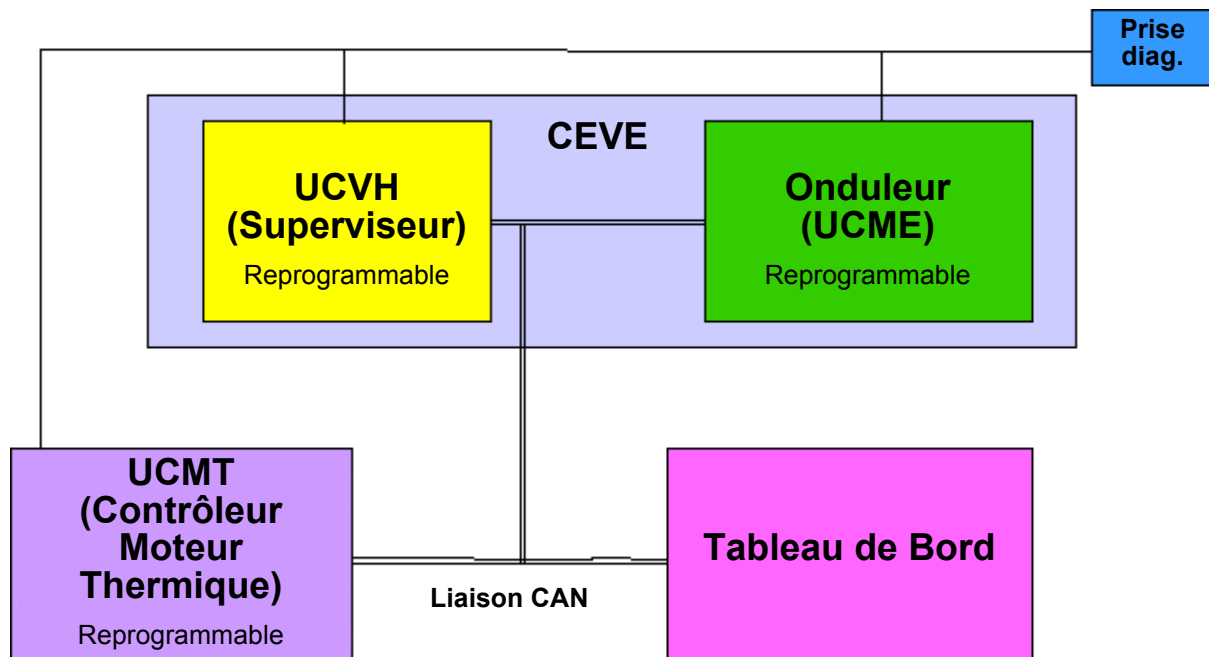 Prise
diag.
CEVE
UCVH
(Superviseur)
Reprogrammable
Onduleur
(UCME)
Reprogrammable
UCMT
(Contrôleur
Moteur
Thermique)
Reprogrammable
Liaison CAN
Tableau de Bord